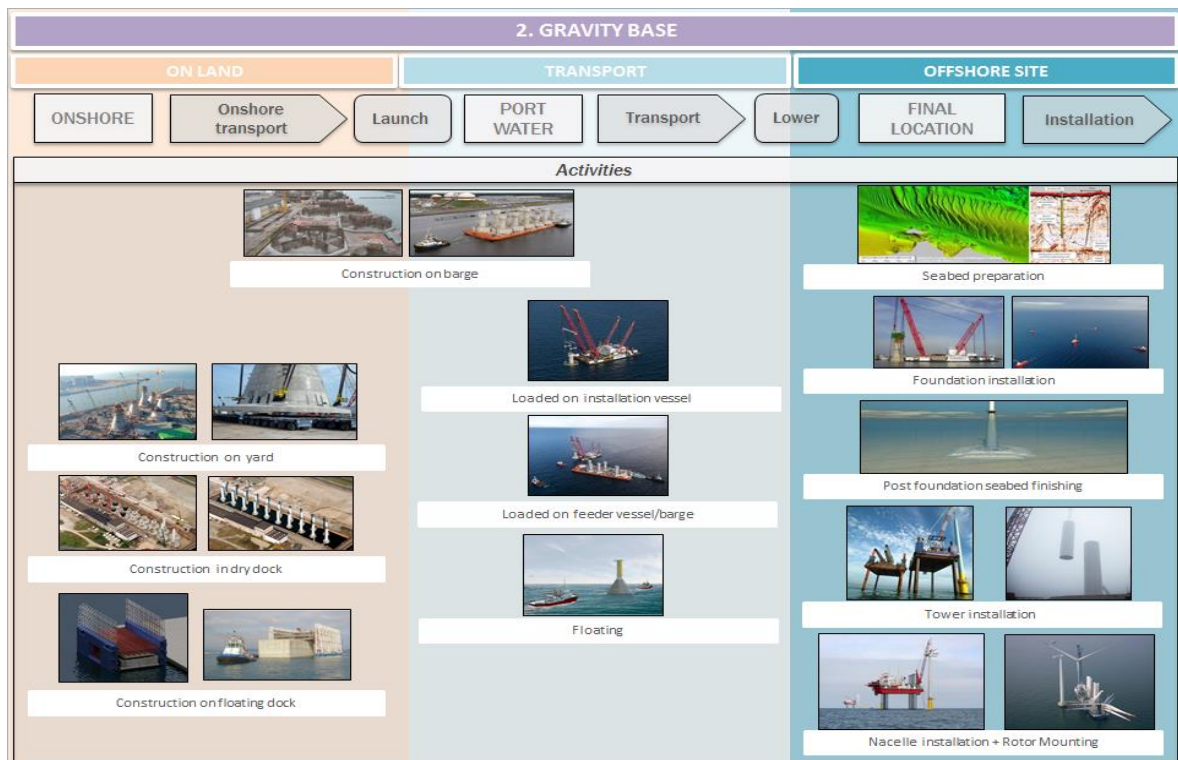 2. GRAVITY BASE
ON LAND
TRANSPORT
OFFSHORE SITE
ONSHORE
Onshore
transport
Launch
PORT
WATER
Transport
Lower
FINAL
LOCATION
Installation
Activities
Construction on barge
Seabed preparation
Loaded on installation vessel
Foundation installation
Construction on yard
Loaded on feeder vessel/barge
Post foundation seabed finishing
Construction in dry dock
Floating
Tower installation
Construction on floating dock
Nacelle installation + Rotor Mounting